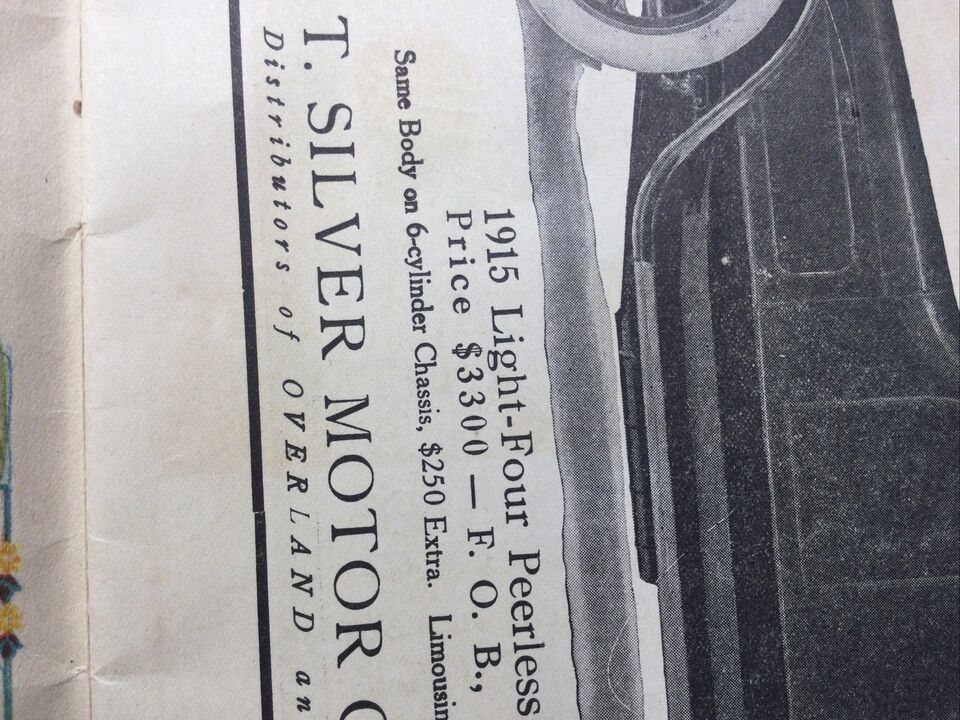 1915 Light-Four Peerless
Price $3300 — F. O. B.,
Same Body on 6-cylinder Chassis, $250 Extra. Limousin
T. SILVER MOTOR C
Distributors of OVERLAND an